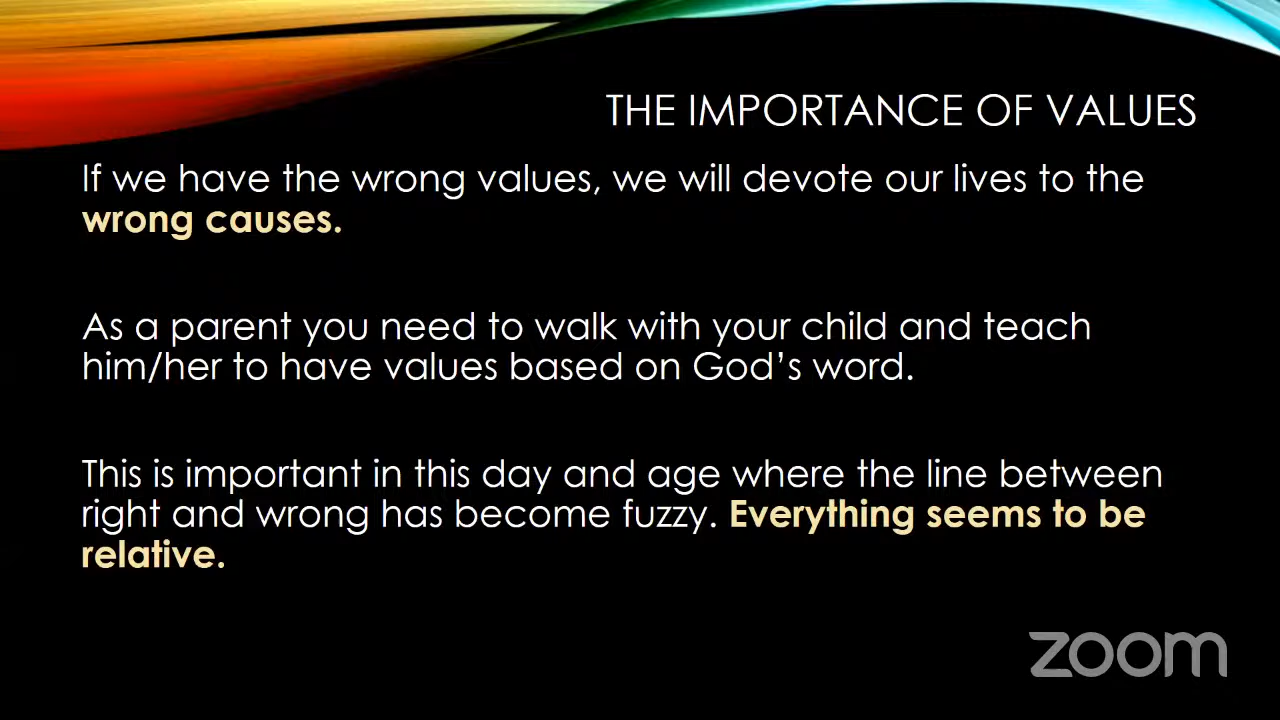 THE IMPORTANCE OF VALUES
If we have the wrong values, we will devote our lives to the
wrong causes.
As a parent you need to walk with your child and teach
him/her to have values based on God’s word.
This is important in this day and age where the line between
right and wrong has become fuzzy. Everything seems to be
relative.
zoom